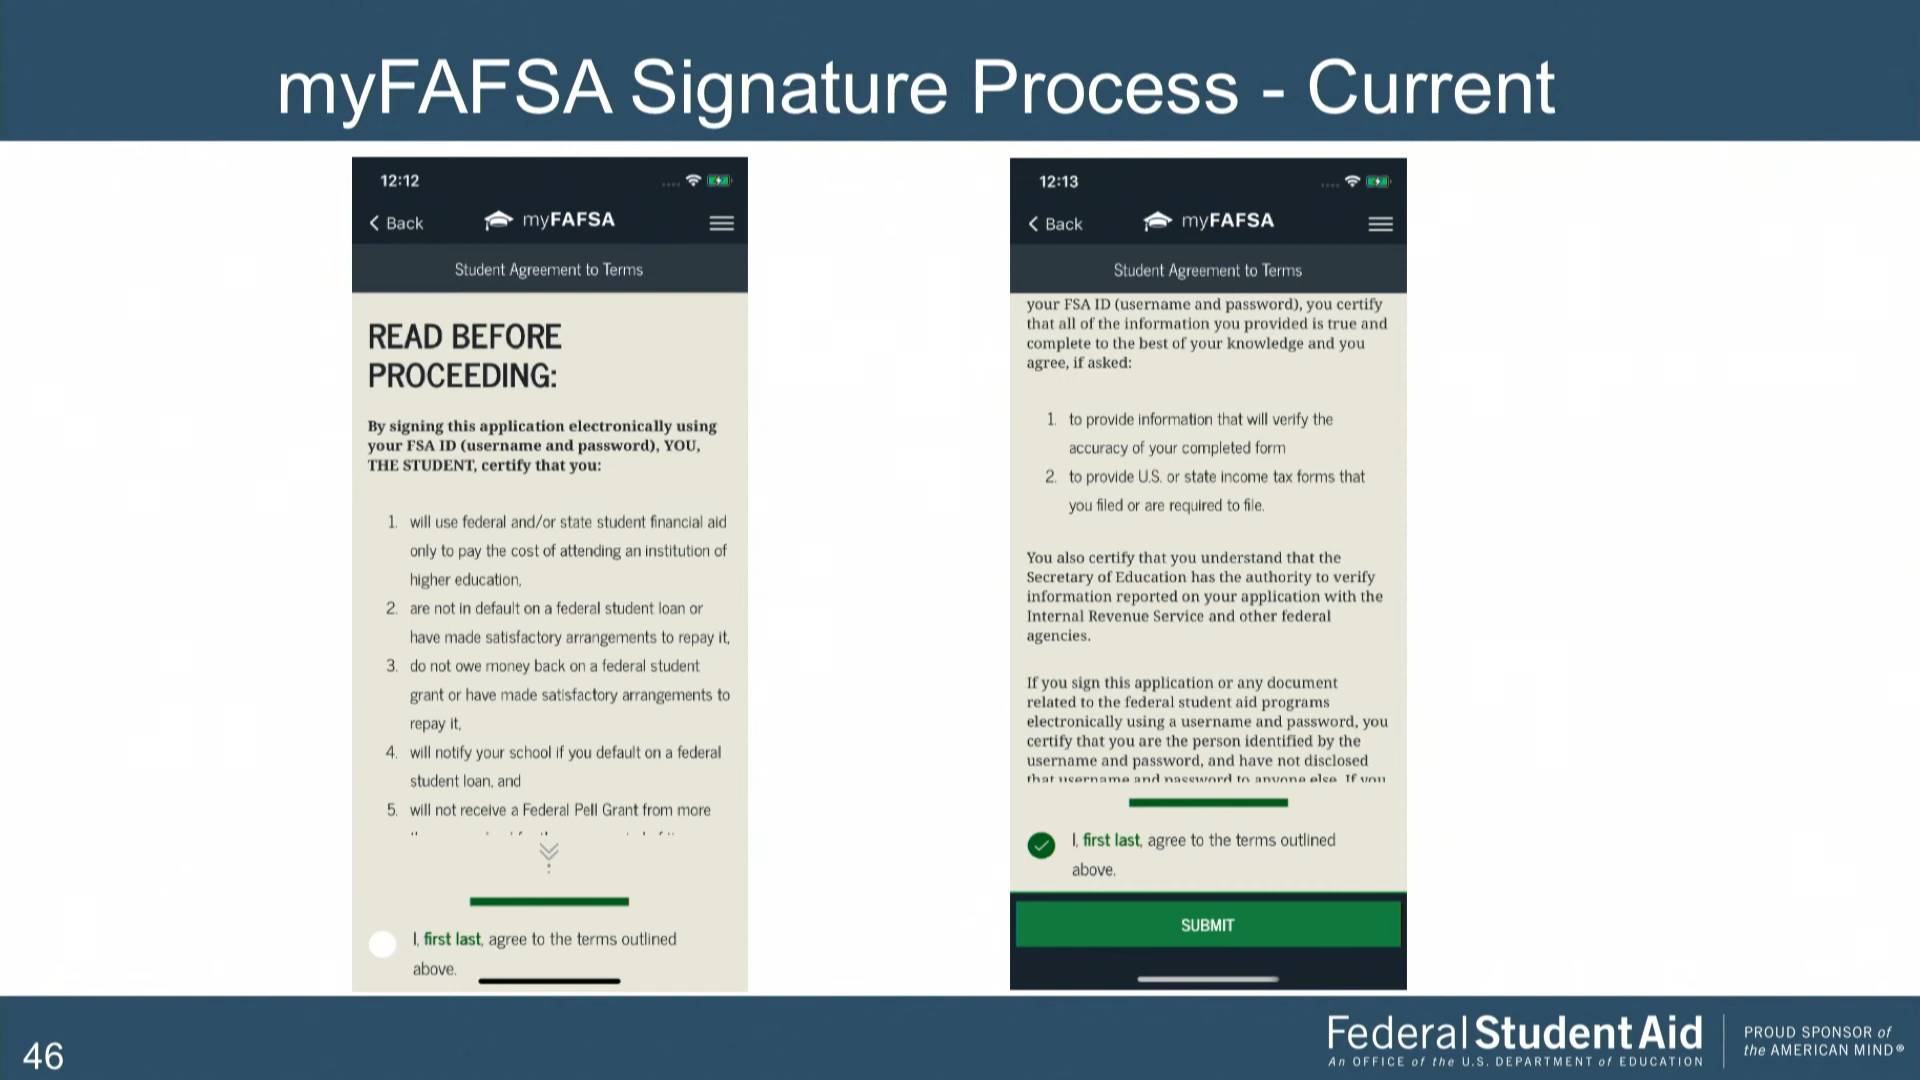 myFAFSA Signature Process - Current
12:12
Back
myFAFSA
Student Agreement to Terms
READ BEFORE
PROCEEDING:
By signing this application electronically using
your FSA ID (username and password), YOU,
THE STUDENT, certify that you:
1. will use federal and/or state student financial aid
only to pay the cost of attending an institution of
higher education,
2. are not in default on a federal student loan or
have made satisfactory arrangements to repay it,
3. do not owe money back on a federal student
grant or have made satisfactory arrangements to
repay it,
4. will notify your school if you default on a federal
student loan, and
5. will not receive a Federal Pell Grant from more
I, first last, agree to the terms outlined
above.
12:13
Back
myFAFSA
Student Agreement to Terms
your FSA ID (username and password), you certify
that all of the information you provided is true and
complete to the best of your knowledge and you
agree, if asked:
1. to provide information that will verify the
accuracy of your completed form
2. to provide U.S. or state income tax forms that
you filed or are required to file.
You also certify that you understand that the
Secretary of Education has the authority to verify
information reported on your application with the
Internal Revenue Service and other federal
agencies.
If you sign this application or any document
related to the federal student aid programs
electronically using a username and password, you
certify that you are the person identified by the
username and password, and have not disclosed
that username and password to anyone else. If you
I, first last, agree to the terms outlined
above.
SUBMIT
46
Federal Student Aid
An OFFICE of the U.S. DEPARTMENT of EDUCATION
PROUD SPONSOR of
the AMERICAN MIND®